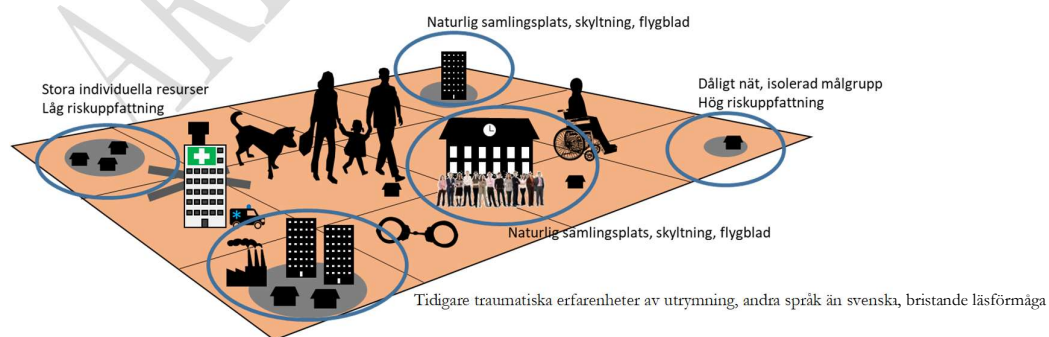 Naturlig samlingsplats, skyltning, flygblad
Stora individuella resurser
Låg riskuppfattning
Dåligt nät, isolerad målgrupp
Hög riskuppfattning
Naturlig samlingsplats, skyltning, flygblad
Tidigare traumatiska erfarenheter av utrymning, andra språk än svenska, bristande läsförmåga